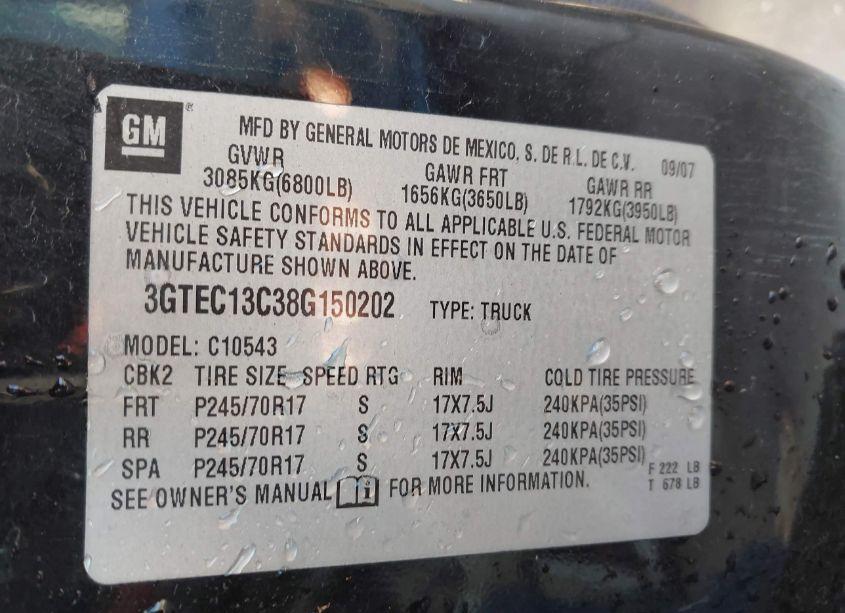 GM ®
MFD BY GENERAL MOTORS DE MEXICO, S. DE R.L. DE C.V. 09/07
GVWR GAWR FRT GAWR RR
3085KG(6800LB) 1656KG(3650LB) 1792KG(3950LB)
THIS VEHICLE CONFORMS TO ALL APPLICABLE U.S. FEDERAL MOTOR
VEHICLE SAFETY STANDARDS IN EFFECT ON THE DATE OF
MANUFACTURE SHOWN ABOVE.
3GTEC13C38G150202 TYPE: TRUCK
MODEL: C10543
CBK2 TIRE SIZE SPEED RTG RIM COLD TIRE PRESSURE
FRT P245/70R17 S 17X7.5J 240KPA(35PSI)
RR P245/70R17 S 17X7.5J 240KPA(35PSI)
SPA P245/70R17 S 17X7.5J 240KPA(35PSI)
F 222 LB
SEE OWNER'S MANUAL i FOR MORE INFORMATION. T 678 LB